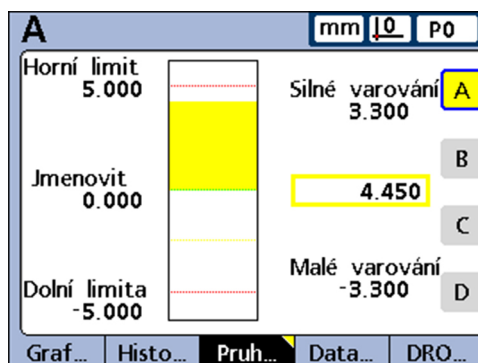 A
mm 0 P0
Horní limit
5.000
Silné varování
3.300
A
B
Jmenovit
0.000
4.450
C
Malé varování
-3.300
D
Dolní limita
-5.000
Graf... Histo... Pruh... Data... DRO...